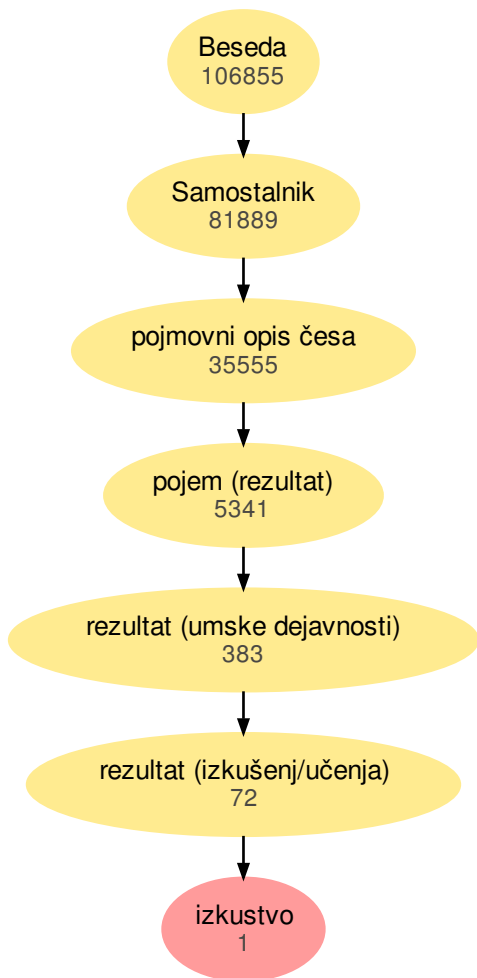 Beseda
106855
Samostalnik
81889
pojmovni opis česa
35555
pojem (rezultat)
5341
rezultat (umske dejavnosti)
383
rezultat (izkušenj/učenja)
72
izkustvo
1